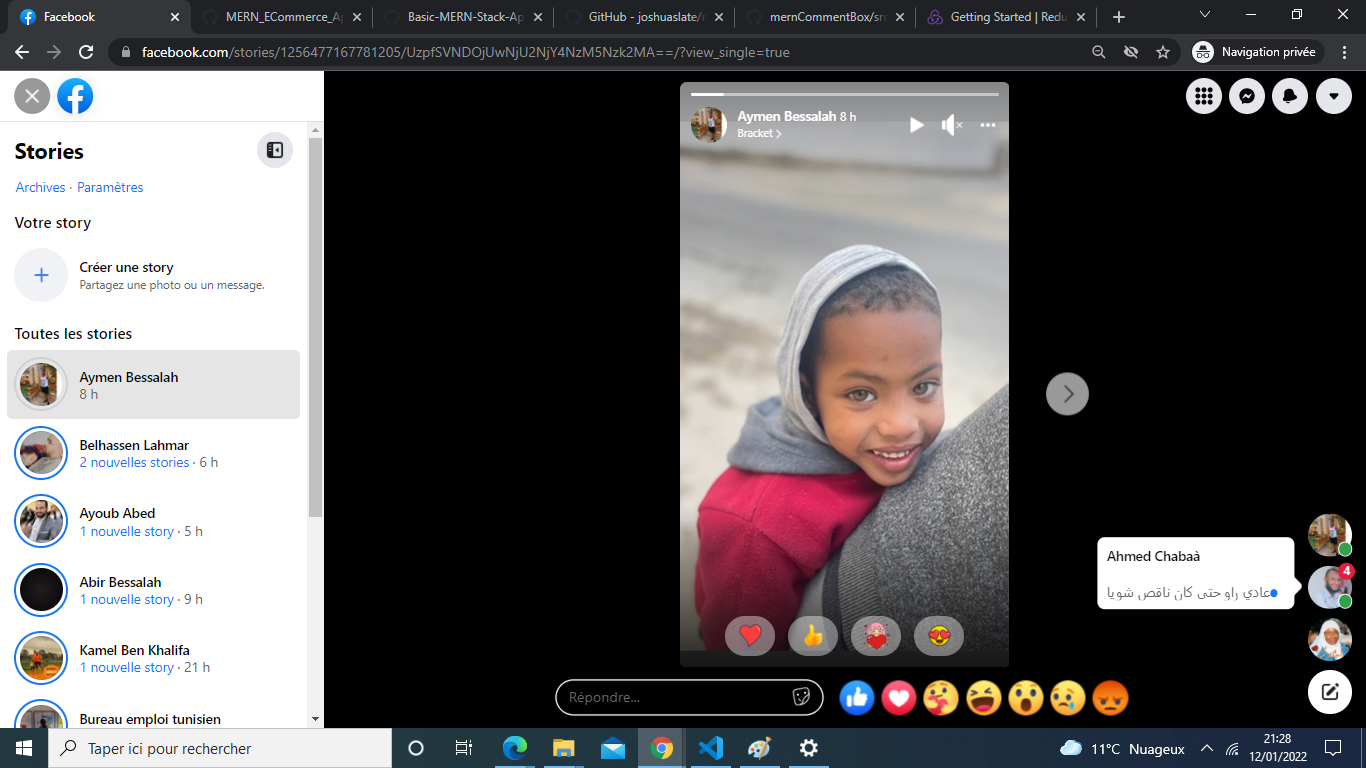 Facebook
MERN_ECommerce_Ap
Basic-MERN-Stack-Ap
GitHub - joshuaslate/r
mernCommentBox/src
Getting Started | Redu
facebook.com/stories/1256477167781205/UzpfSVNDOjUwNjU2NjY4NzM5Nzk2MA==/?view_single=true
Navigation privée
Stories
Archives · Paramètres
Votre story
Créer une story
Partagez une photo ou un message.
Toutes les stories
Aymen Bessalah
8 h
Belhassen Lahmar
2 nouvelles stories · 6 h
Ayoub Abed
1 nouvelle story · 5 h
Abir Bessalah
1 nouvelle story · 9 h
Kamel Ben Khalifa
1 nouvelle story · 21 h
Bureau emploi tunisien
Aymen Bessalah 8 h
Bracket
Répondre...
Ahmed Chabaà
عادي راو حتى كان ناقص شويا
4
Taper ici pour rechercher
11°C Nuageux
21:28
12/01/2022